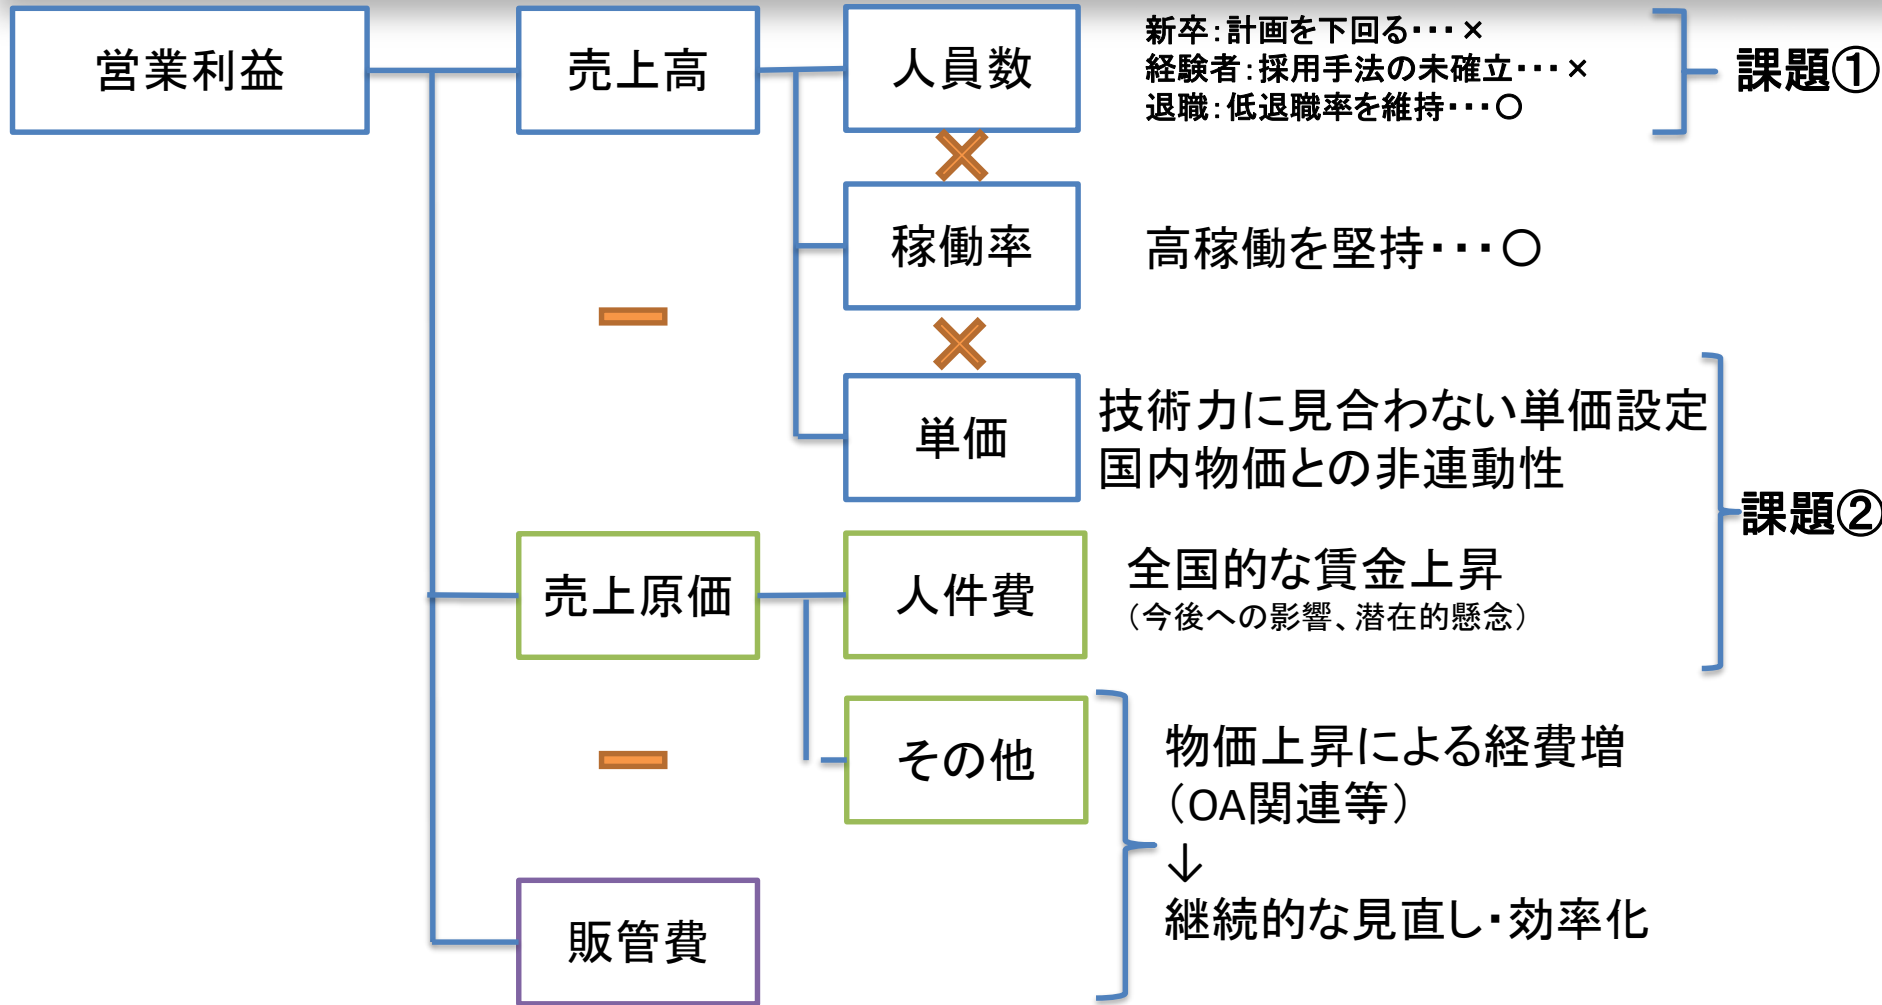 営業利益
売上高
人員数
新卒：計画を下回る・・・×
経験者：採用手法の未確立・・・×
退職：低退職率を維持・・・〇
課題①
稼働率
高稼働を堅持・・・〇
単価
技術力に見合わない単価設定
国内物価との非連動性
課題②
売上原価
人件費
全国的な賃金上昇
（今後への影響、潜在的懸念）
その他
物価上昇による経費増
（OA関連等）
↓
継続的な見直し・効率化
販管費